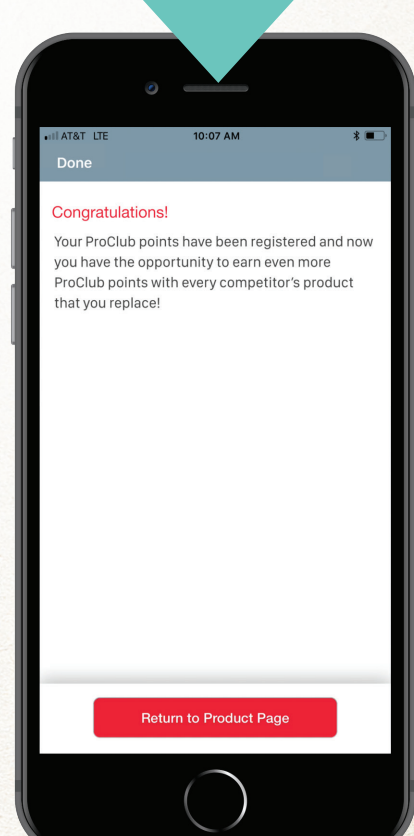 AT&T LTE 10:07 AM
Done
Congratulations!
Your ProClub points have been registered and now
you have the opportunity to earn even more
ProClub points with every competitor's product
that you replace!
Return to Product Page